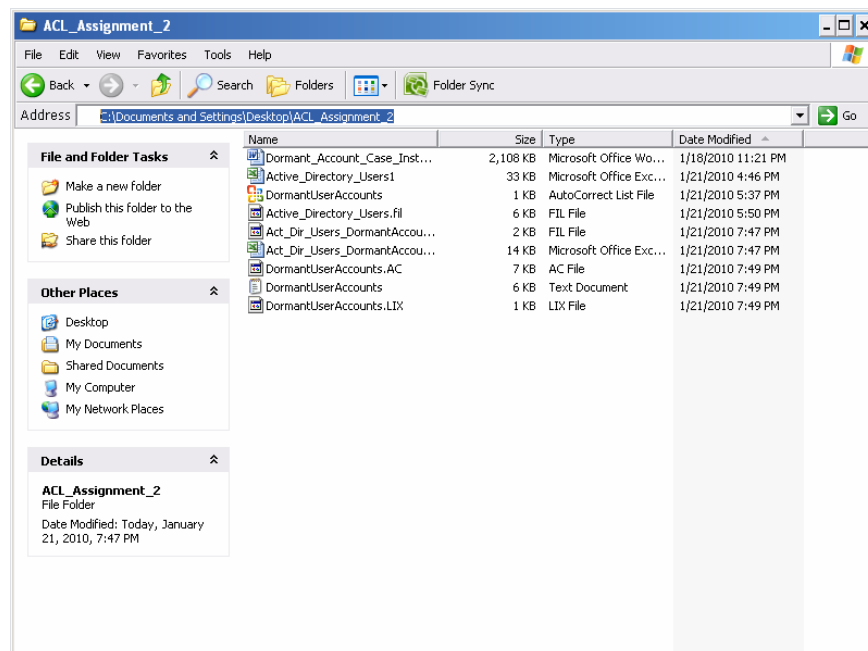 ACL_Assignment_2
File Edit View Favorites Tools Help
Back Search Folders Folder Sync
Address C:\Documents and Settings\Desktop\ACL_Assignment_2 Go
File and Folder Tasks
Make a new folder
Publish this folder to the
Web
Share this folder
Other Places
Desktop
My Documents
Shared Documents
My Computer
My Network Places
Details
ACL_Assignment_2
File Folder
Date Modified: Today, January
21, 2010, 7:47 PM
Name Size Type Date Modified
Dormant_Account_Case_Inst... 2,108 KB Microsoft Office Wo... 1/18/2010 11:21 PM
Active_Directory_Users1 33 KB Microsoft Office Exc... 1/21/2010 4:46 PM
DormantUserAccounts 1 KB AutoCorrect List File 1/21/2010 5:37 PM
Active_Directory_Users.fil 6 KB FIL File 1/21/2010 5:50 PM
Act_Dir_Users_DormantAccou... 2 KB FIL File 1/21/2010 7:47 PM
Act_Dir_Users_DormantAccou... 14 KB Microsoft Office Exc... 1/21/2010 7:47 PM
DormantUserAccounts.AC 7 KB AC File 1/21/2010 7:49 PM
DormantUserAccounts 6 KB Text Document 1/21/2010 7:49 PM
DormantUserAccounts.LIX 1 KB LIX File 1/21/2010 7:49 PM